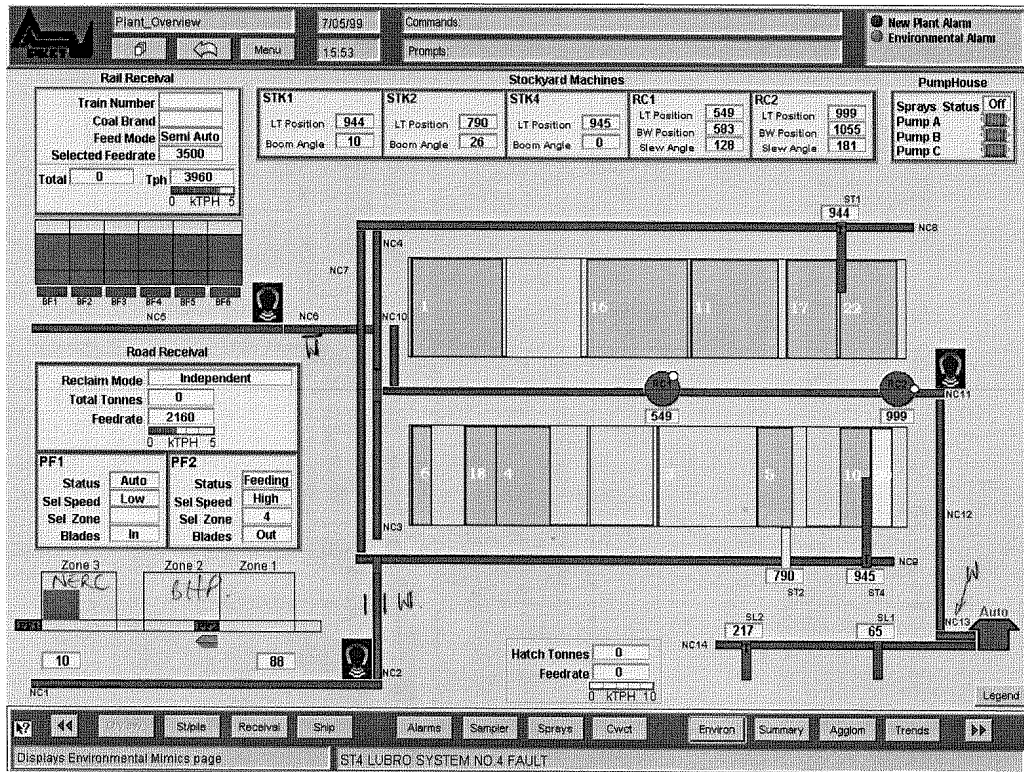 Plant_Overview
7/05/99
Commands:
New Plant Alarm
Environmental Alarm
Menu
15:53
Prompts
Rail Receival
Train Number
Coal Brand
Feed Mode Semi Auto
Selected Feedrate 3500
Total 0 Tph 3960
0 kTPH 5
BF1 BF2 BF3 BF4 BF5 BF6
Stockyard Machines
STK1
LT Position 944
Boom Angle 10
STK2
LT Position 790
Boom Angle 26
STK4
LT Position 945
Boom Angle 0
RC1
LT Position 549
BW Position 583
Slew Angle 128
RC2
LT Position 999
BW Position 1055
Slew Angle 181
PumpHouse
Sprays Status Off
Pump A
Pump B
Pump C
ST1
944
NC8
NC4
NC7
NC5
NC6
NC10
W
1 16 11 17 22
RC1
549
RC2
999
NC11
Road Receival
Reclaim Mode Independent
Total Tonnes 0
Feedrate 2160
0 kTPH 5
PF1
Status Auto
Sel Speed Low
Sel Zone
Blades In
PF2
Status Feeding
Sel Speed High
Sel Zone 4
Blades Out
NC3
NC12
NC9
790
ST2
945
ST4
Zone 3 Zone 2 Zone 1
NERC BHP.
W
PF2
10 88
NC1
NC2
W
NC13
Auto
SL2
217
SL1
65
NC14
Hatch Tonnes 0
Feedrate 0
0 kTPH 10
Legend
St/pile Receival Ship Alarms Sampler Sprays Cwct Environ Summary Agglom Trends
Displays Environmental Mimics page
ST4 LUBRO SYSTEM NO.4 FAULT